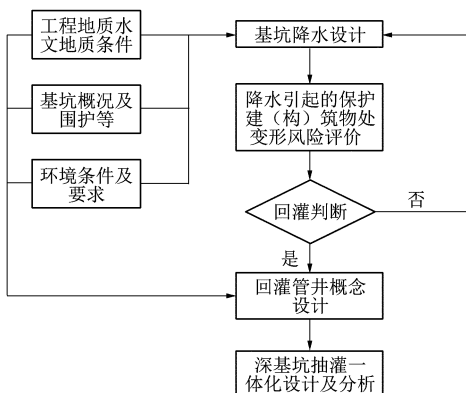 工程地质水
文地质条件
基坑降水设计
基坑概况及
围护等
降水引起的保护
建（构）筑物处
变形风险评价
环境条件及
要求
回灌判断
否
是
回灌管井概念
设计
深基坑抽灌一
体化设计及分析